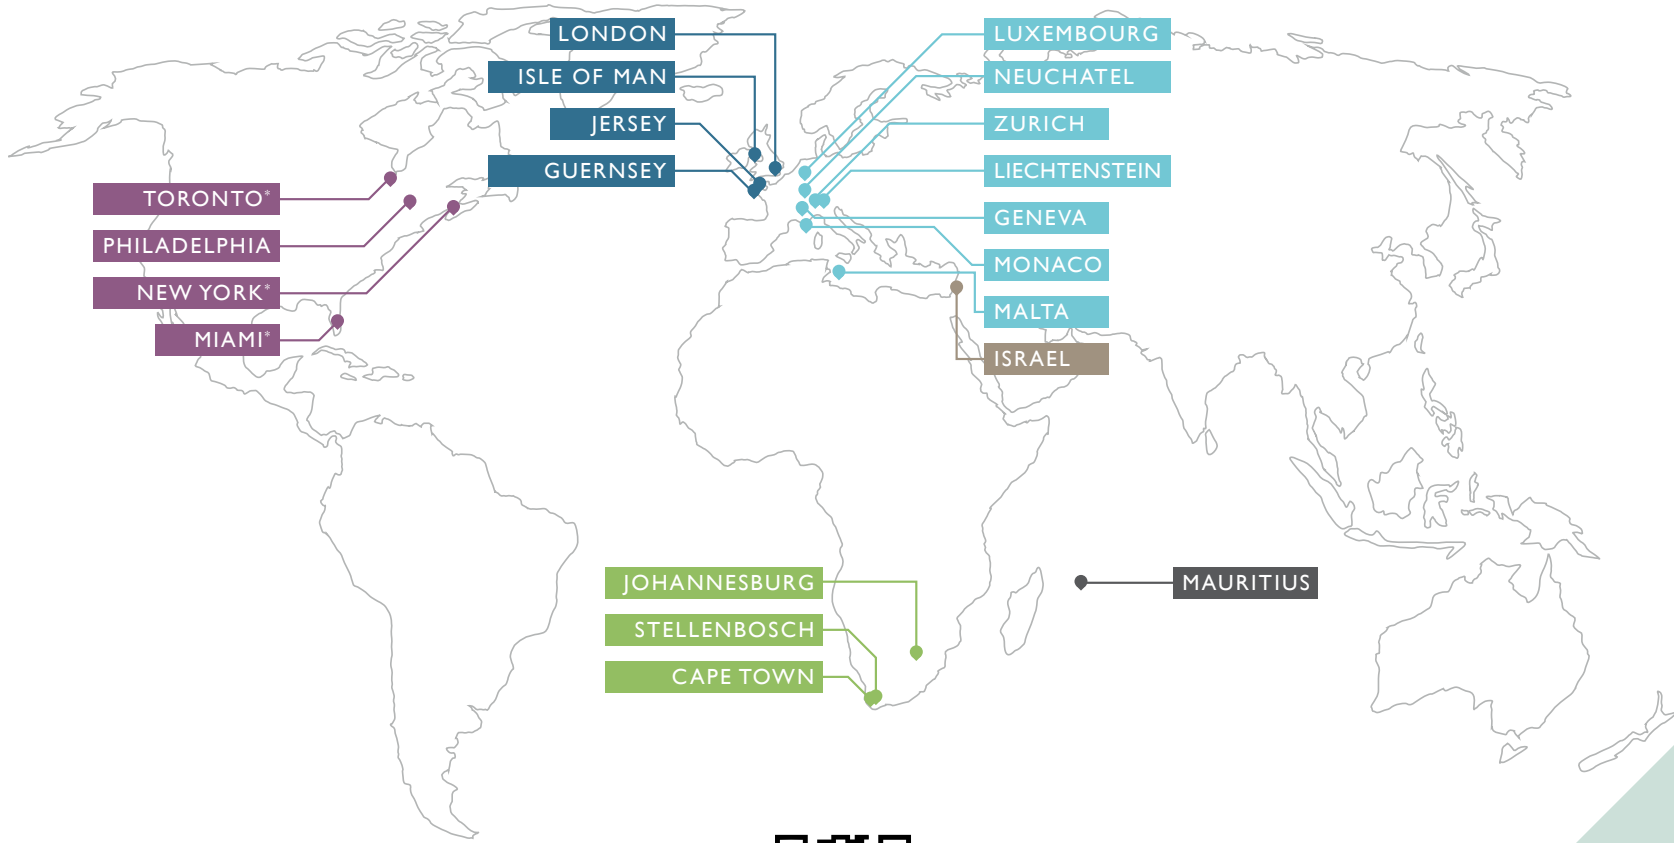 LONDON
ISLE OF MAN
JERSEY
GUERNSEY
LUXEMBOURG
NEUCHATEL
ZURICH
LIECHTENSTEIN
GENEVA
MONACO
MALTA
ISRAEL
TORONTO*
PHILADELPHIA
NEW YORK*
MIAMI*
JOHANNESBURG
STELLENBOSCH
CAPE TOWN
MAURITIUS